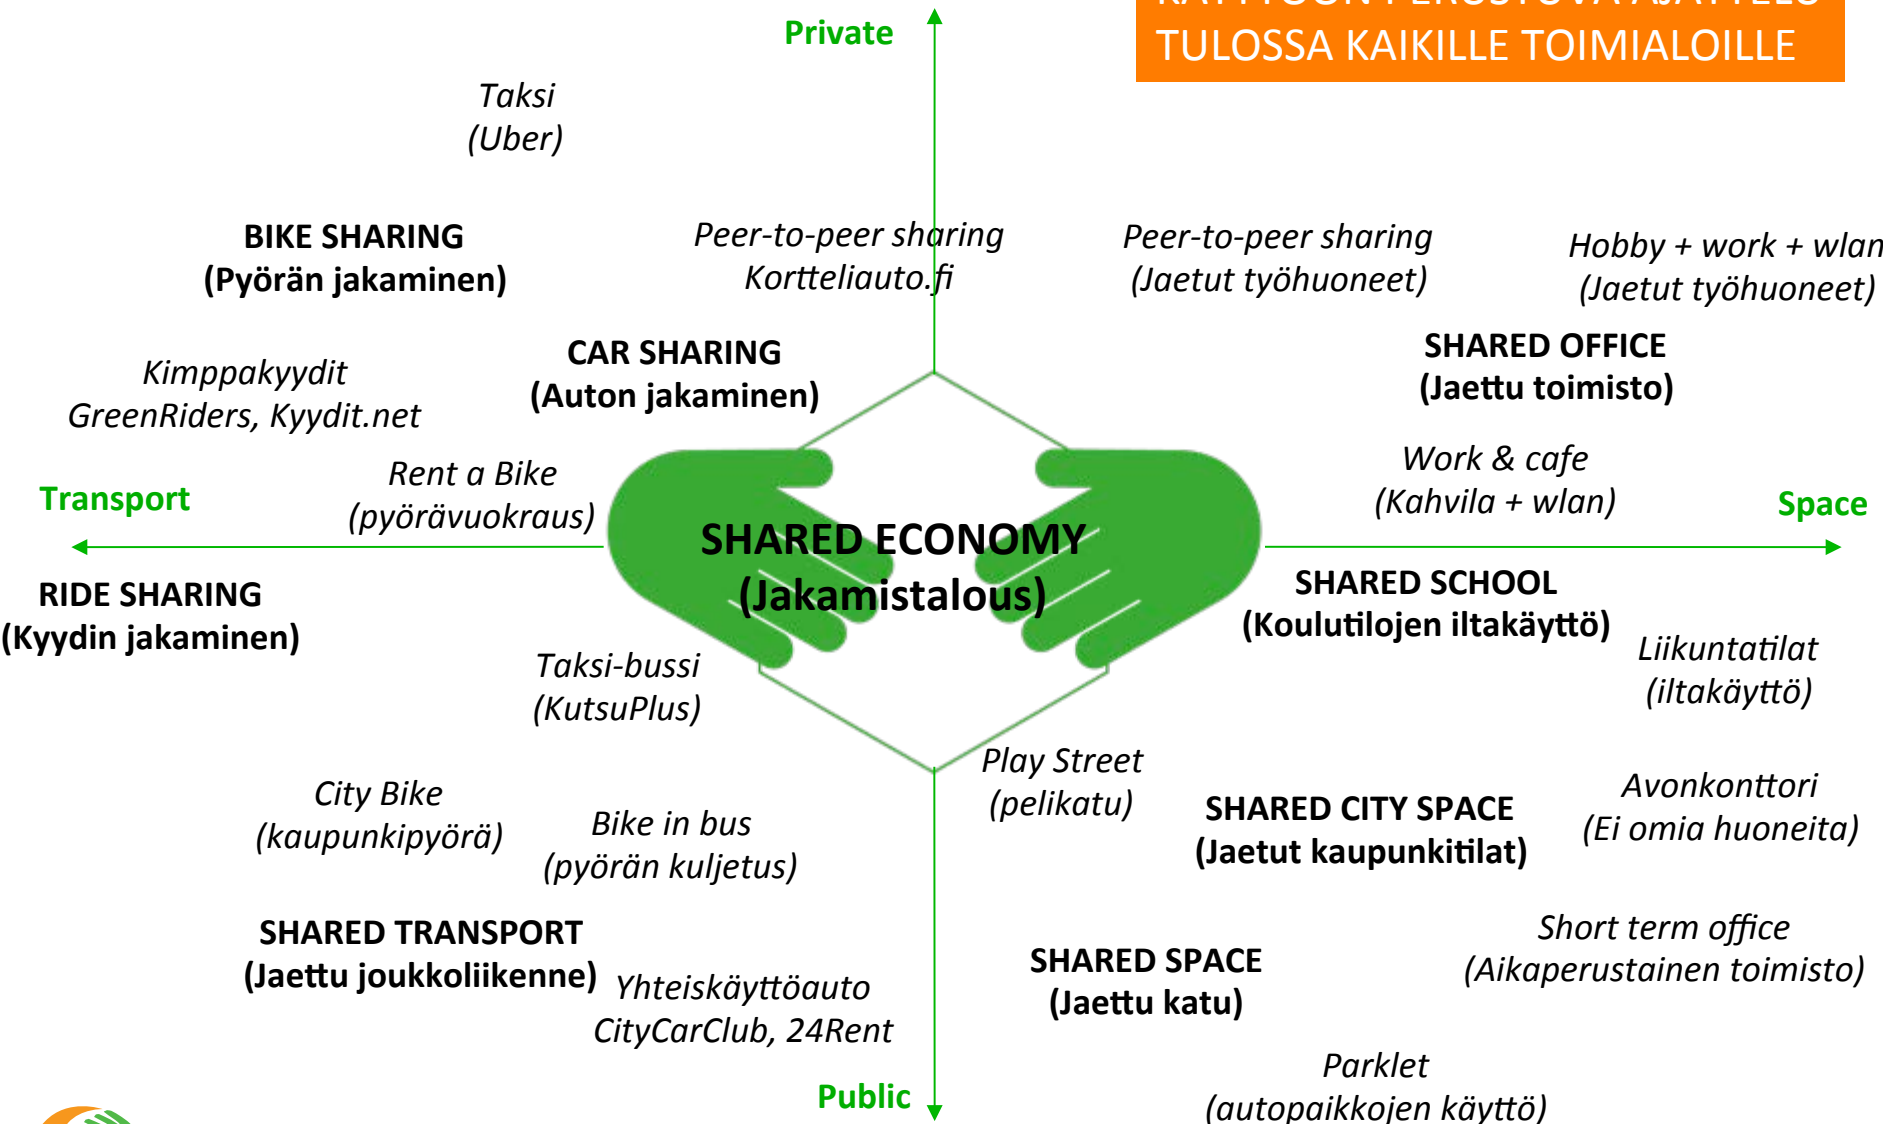 KÄYTTÖÖN PERUSTUVA AJATTELU
TULOSSA KAIKILLE TOIMIALOILLE
Private
Taksi
(Uber)
BIKE SHARING
(Pyörän jakaminen)
Peer-to-peer sharing
Kortteliauto.fi
Peer-to-peer sharing
(Jaetut työhuoneet)
Hobby + work + wlan
(Jaetut työhuoneet)
CAR SHARING
(Auton jakaminen)
SHARED OFFICE
(Jaettu toimisto)
Kimppakyydit
GreenRiders, Kyydit.net
Rent a Bike
(pyörävuokraus)
Work & cafe
(Kahvila + wlan)
Transport
Space
SHARED ECONOMY
(Jakamistalous)
RIDE SHARING
(Kyydin jakaminen)
SHARED SCHOOL
(Koulutilojen iltakäyttö)
Liikuntatilat
(iltakäyttö)
Taksi-bussi
(KutsuPlus)
Play Street
(pelikatu)
City Bike
(kaupunkipyörä)
Bike in bus
(pyörän kuljetus)
SHARED CITY SPACE
(Jaetut kaupunkitilat)
Avonkonttori
(Ei omia huoneita)
SHARED TRANSPORT
(Jaettu joukkoliikenne)
Yhteiskäyttöauto
CityCarClub, 24Rent
SHARED SPACE
(Jaettu katu)
Short term office
(Aikaperustainen toimisto)
Parklet
(autopaikkojen käyttö)
Public